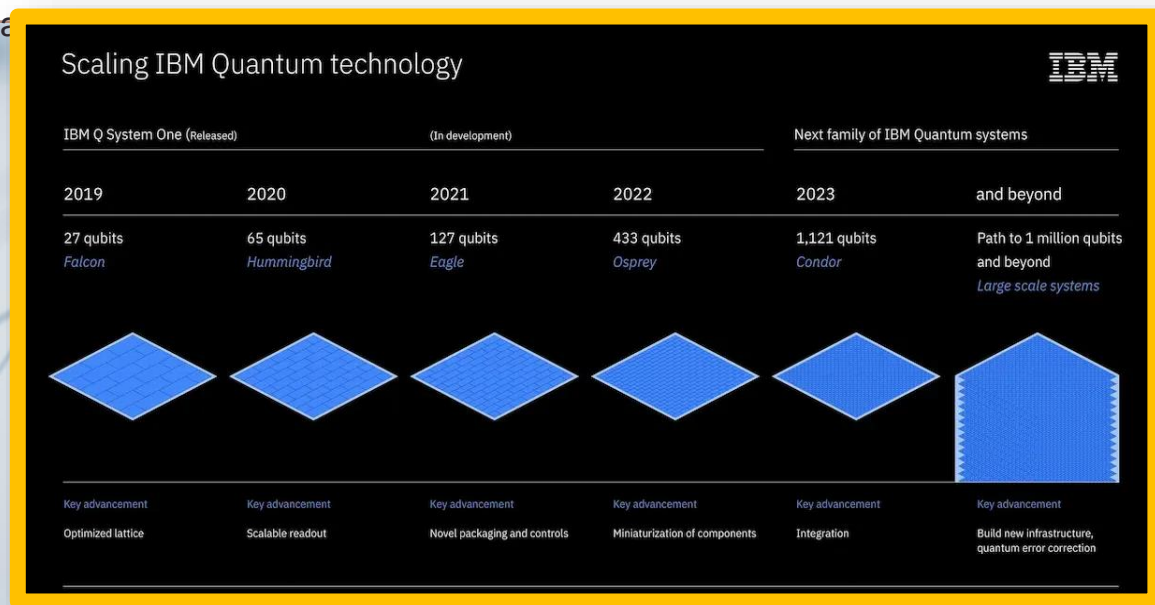 Scaling IBM Quantum technology
IBM
IBM Q System One (Released)
(In development)
Next family of IBM Quantum systems
2019
2020
2021
2022
2023
and beyond
27 qubits
65 qubits
127 qubits
433 qubits
1,121 qubits
Path to 1 million qubits
and beyond
Falcon
Hummingbird
Eagle
Osprey
Condor
Large scale systems
Key advancement
Key advancement
Key advancement
Key advancement
Key advancement
Key advancement
Optimized lattice
Scalable readout
Novel packaging and controls
Miniaturization of components
Integration
Build new infrastructure,
quantum error correction